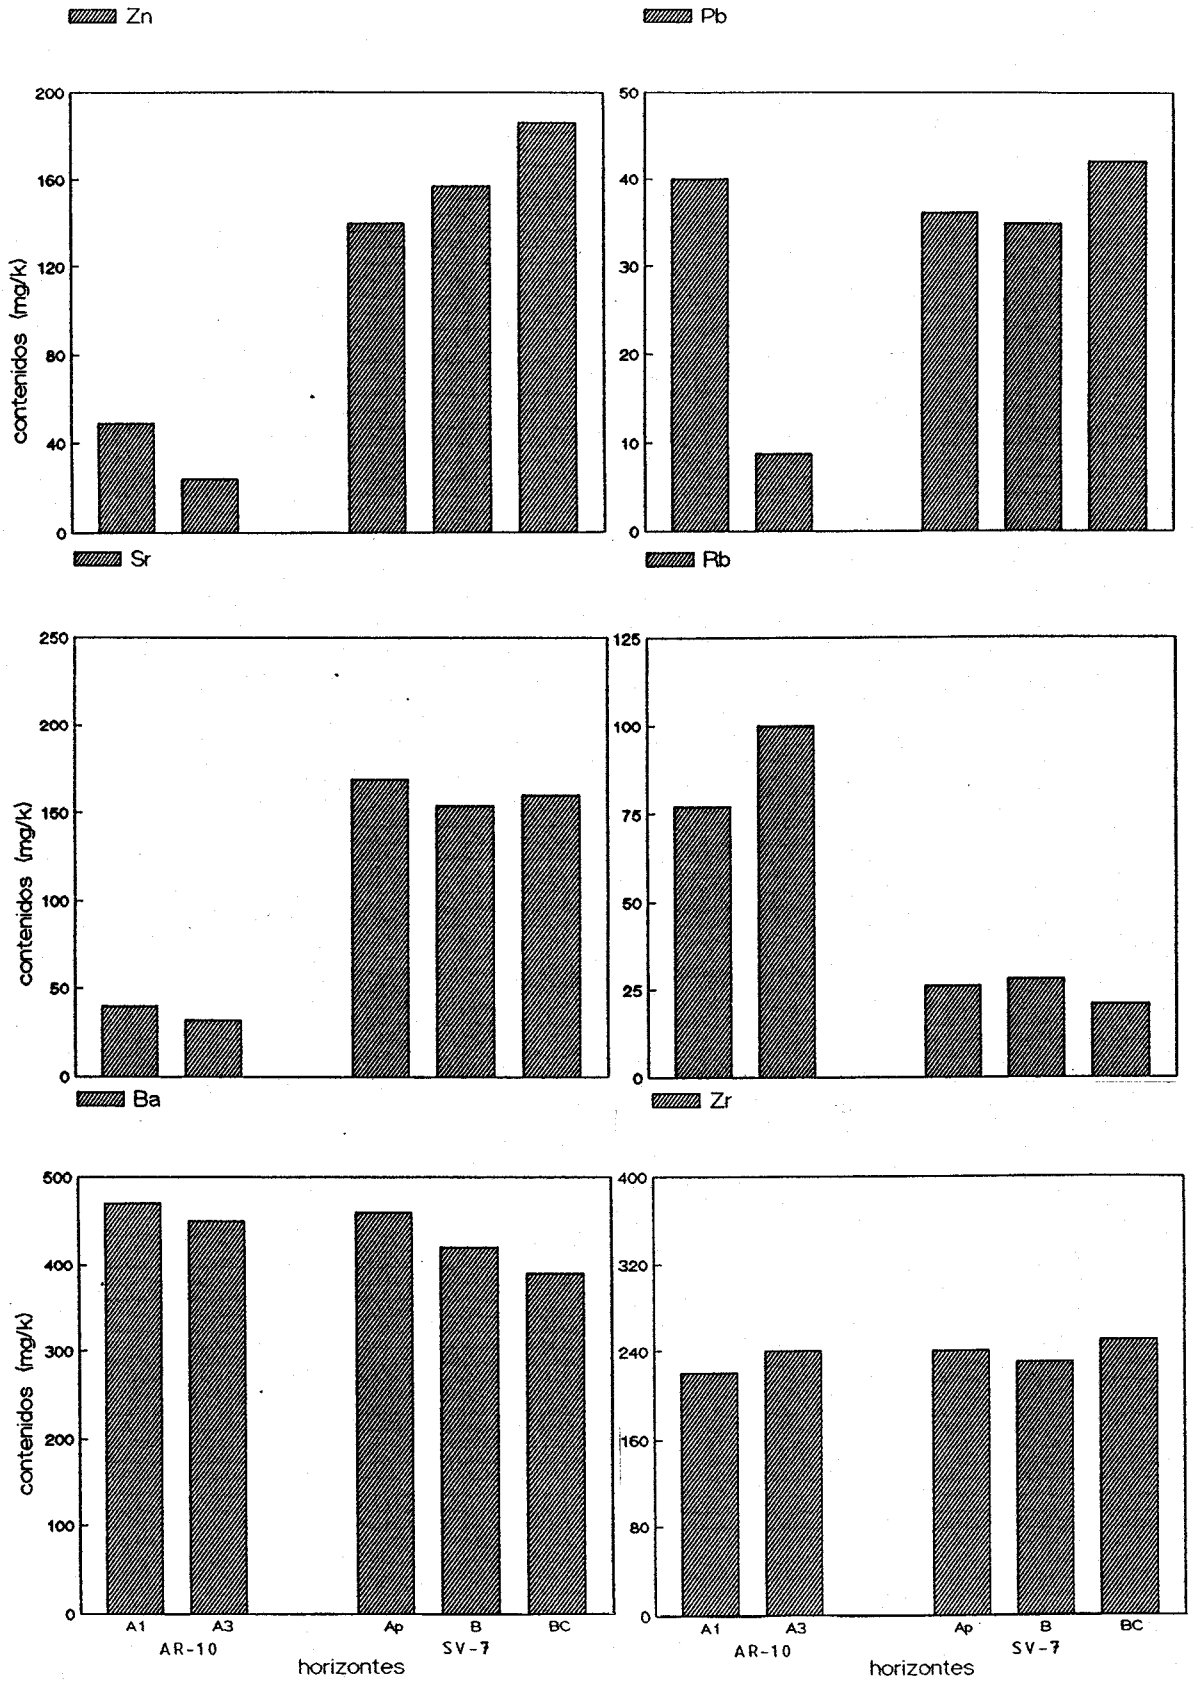 Zn
200
160
120
80
40
0
contenidos (mg/k)
Pb
50
40
30
20
10
0
Sr
250
200
150
100
50
0
contenidos (mg/k)
Rb
125
100
75
50
25
0
Ba
500
400
300
200
100
0
contenidos (mg/k)
A1 A3 Ap B BC
AR-10 SV-7
horizontes
Zr
400
320
240
160
80
0
A1 A3 Ap B BC
AR-10 SV-7
horizontes